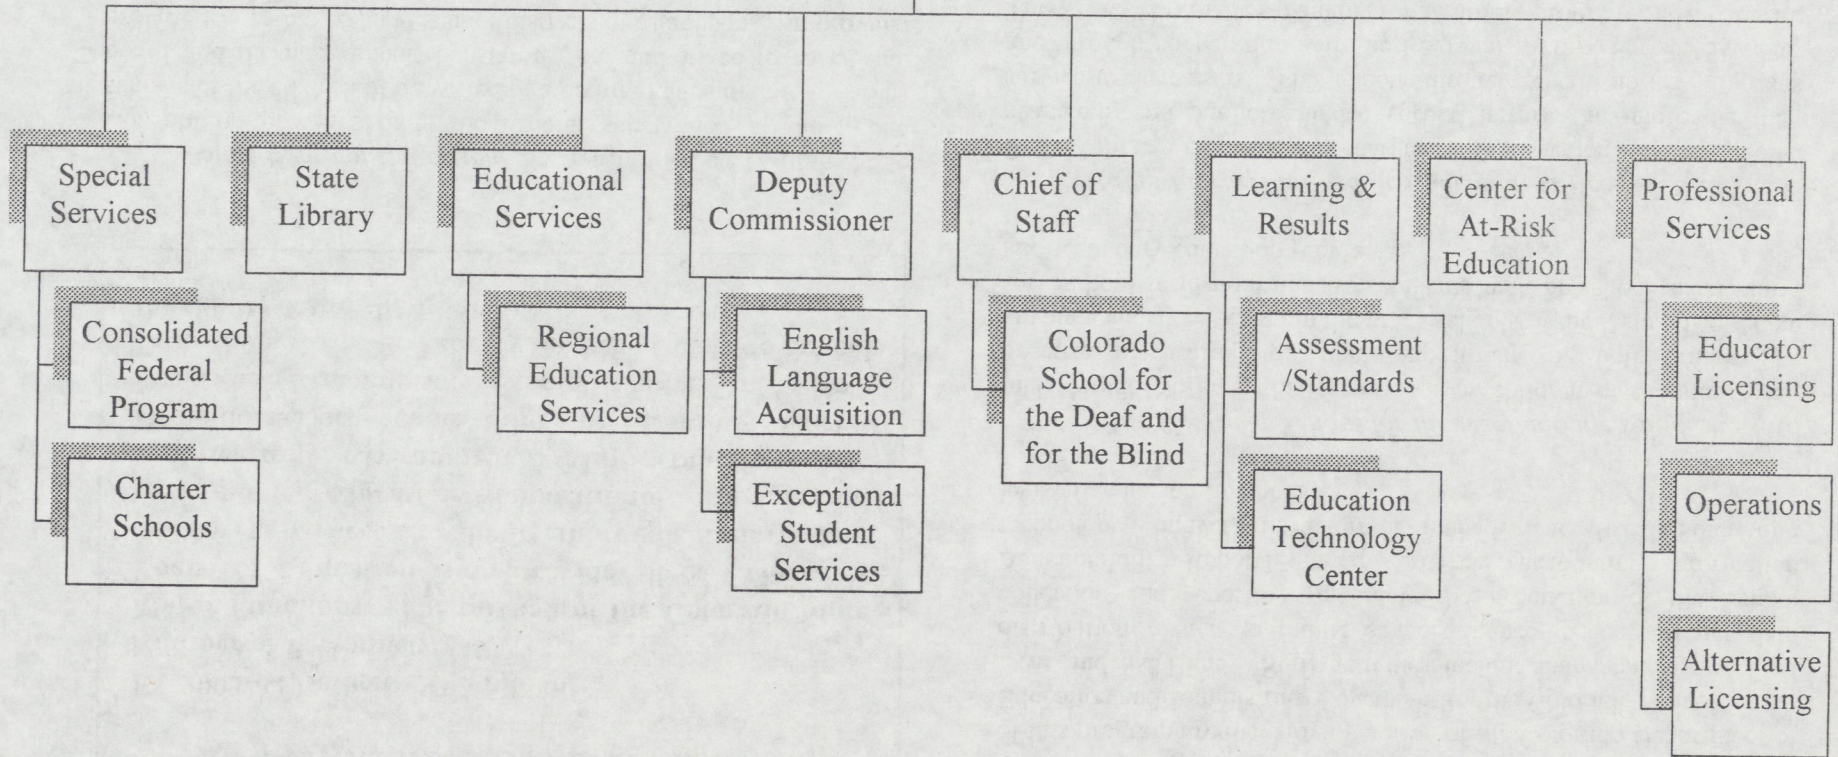 Special
Services
State
Library
Educational
Services
Deputy
Commissioner
Chief of
Staff
Learning &
Results
Center for
At-Risk
Education
Professional
Services
Consolidated
Federal
Program
Charter
Schools
Regional
Education
Services
English
Language
Acquisition
Exceptional
Student
Services
Colorado
School for
the Deaf and
for the Blind
Assessment
/Standards
Education
Technology
Center
Educator
Licensing
Operations
Alternative
Licensing